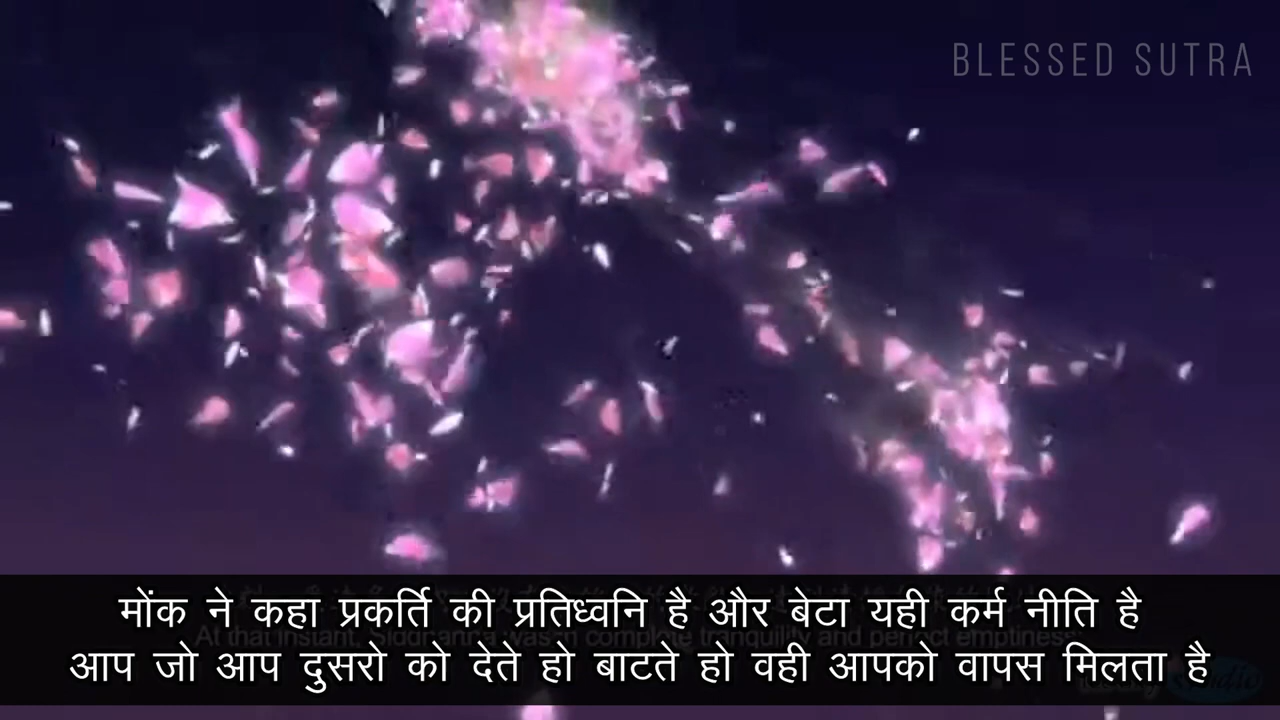 BLESSED SUTRA
मोंक ने कहा प्रकर्ति की प्रतिध्वनि है और बेटा यही कर्म नीति है
At that instant, Siddhartha was in complete tranquility and perfect emptiness
आप जो आप दुसरो को देते हो बाटते हो वही आपको वापस मिलता है